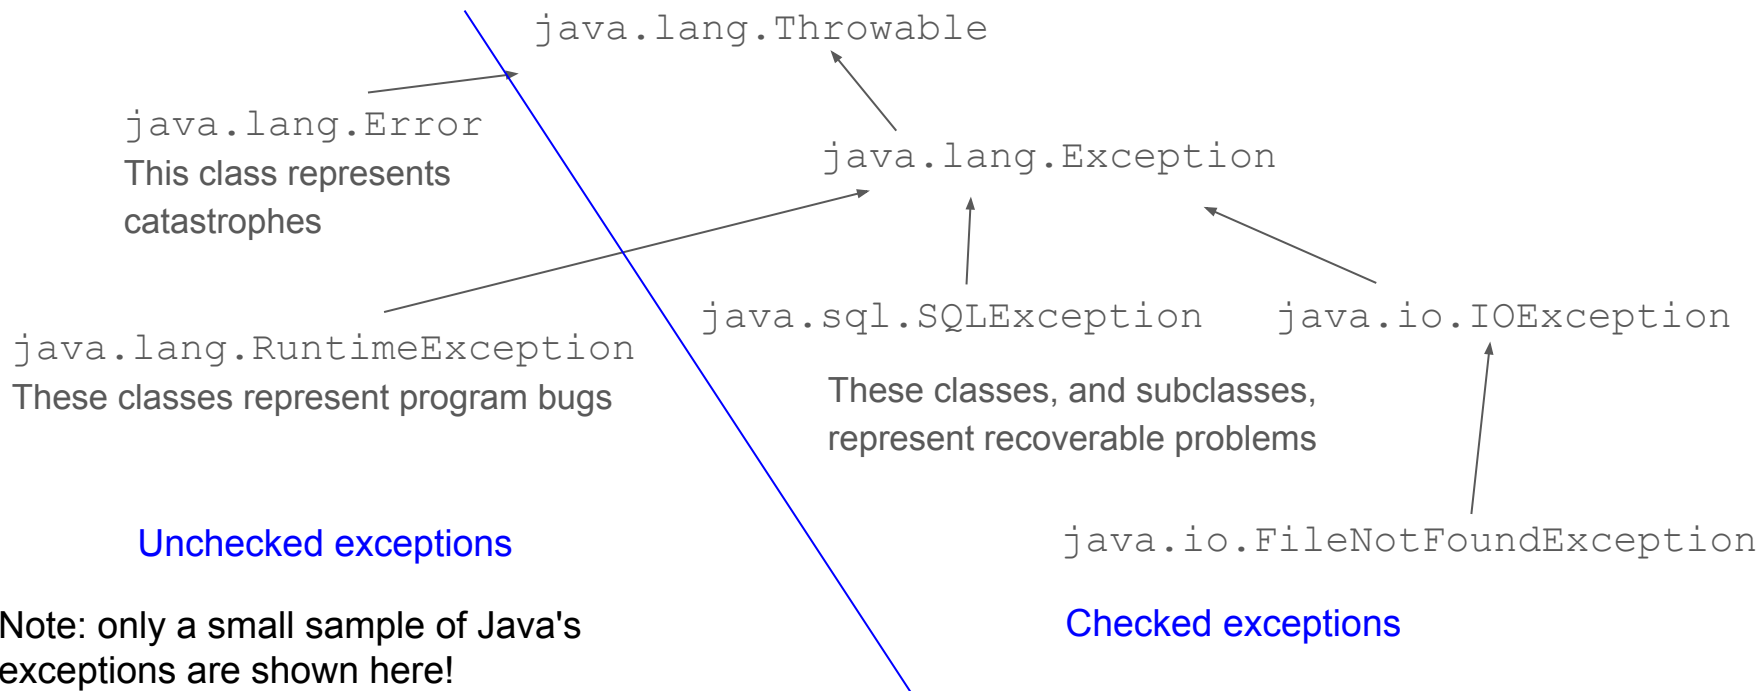 java.lang.Throwable
java.lang.Error
This class represents
catastrophes
java.lang.Exception
java.lang.RuntimeException
These classes represent program bugs
java.sql.SQLException
java.io.IOException
These classes, and subclasses,
represent recoverable problems
java.io.FileNotFoundException
Unchecked exceptions
Checked exceptions
Note: only a small sample of Java's
exceptions are shown here!